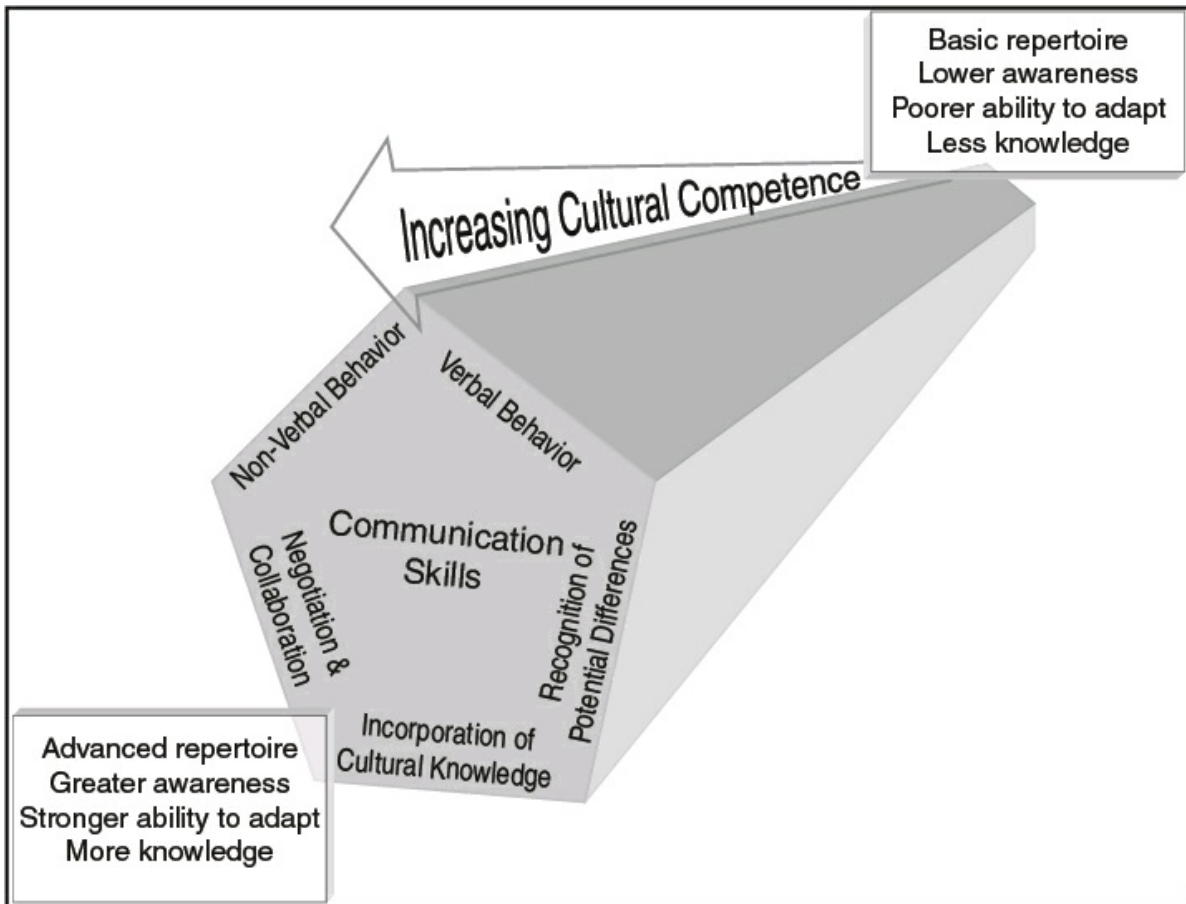 Basic repertoire
Lower awareness
Poorer ability to adapt
Less knowledge
Increasing Cultural Competence
Non-Verbal Behavior
Verbal Behavior
Communication
Skills
Negotiation &
Collaboration
Recognition of
Potential Differences
Incorporation of
Cultural Knowledge
Advanced repertoire
Greater awareness
Stronger ability to adapt
More knowledge